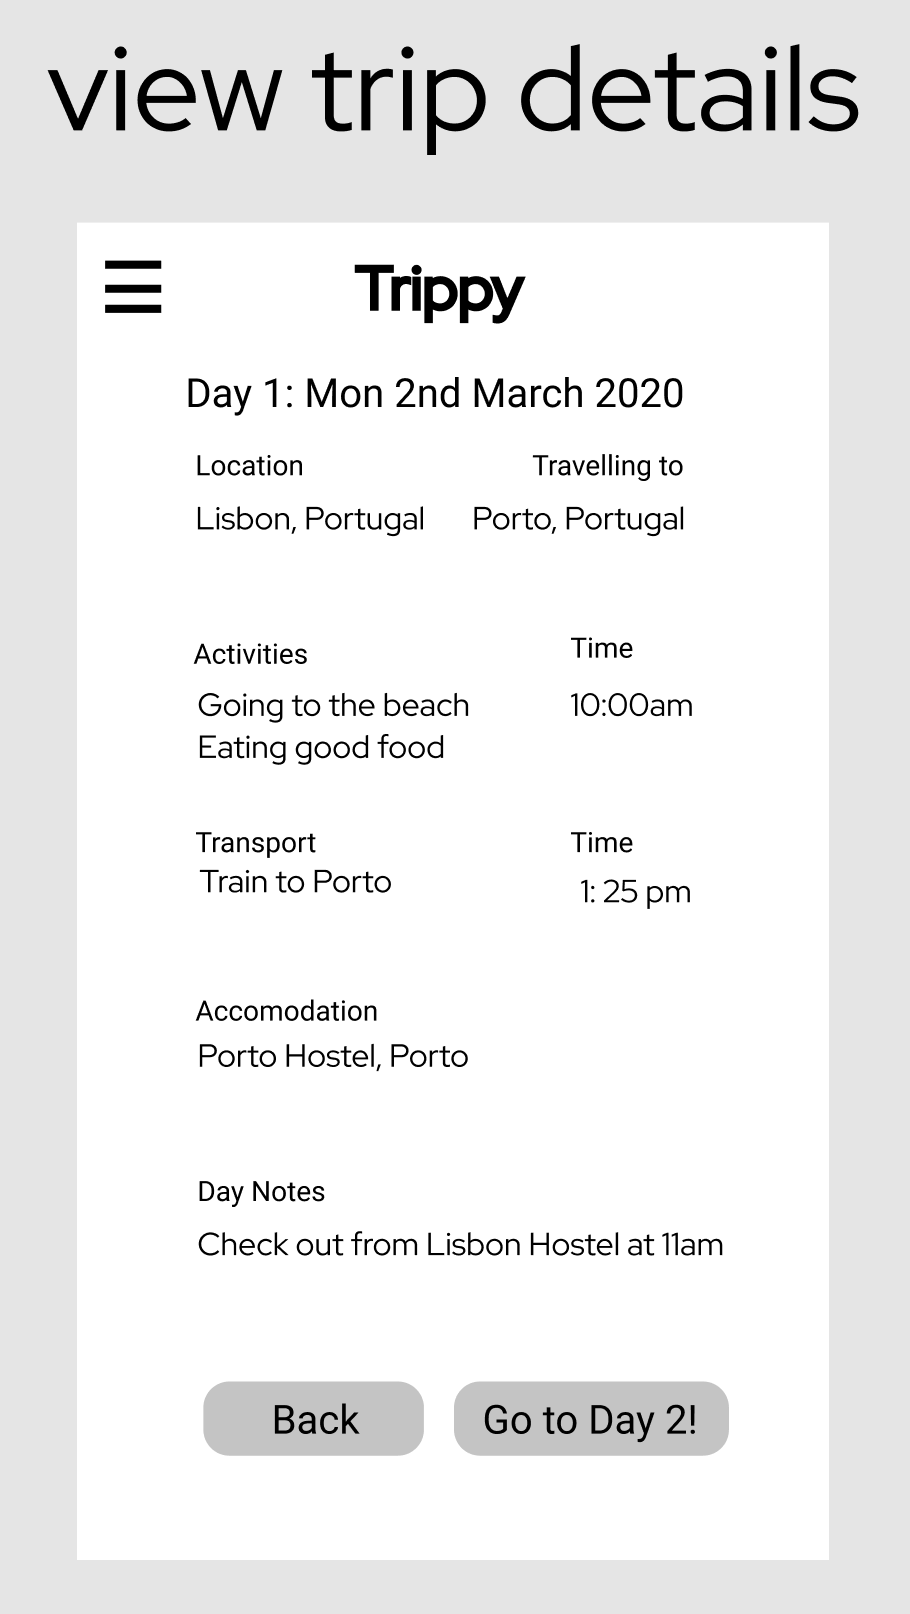 view trip details
Trippy
Day 1: Mon 2nd March 2020
Location Travelling to
Lisbon, Portugal Porto, Portugal
Activities Time
Going to the beach 10:00am
Eating good food
Transport Time
Train to Porto 1: 25 pm
Accomodation
Porto Hostel, Porto
Day Notes
Check out from Lisbon Hostel at 11am
Back Go to Day 2!